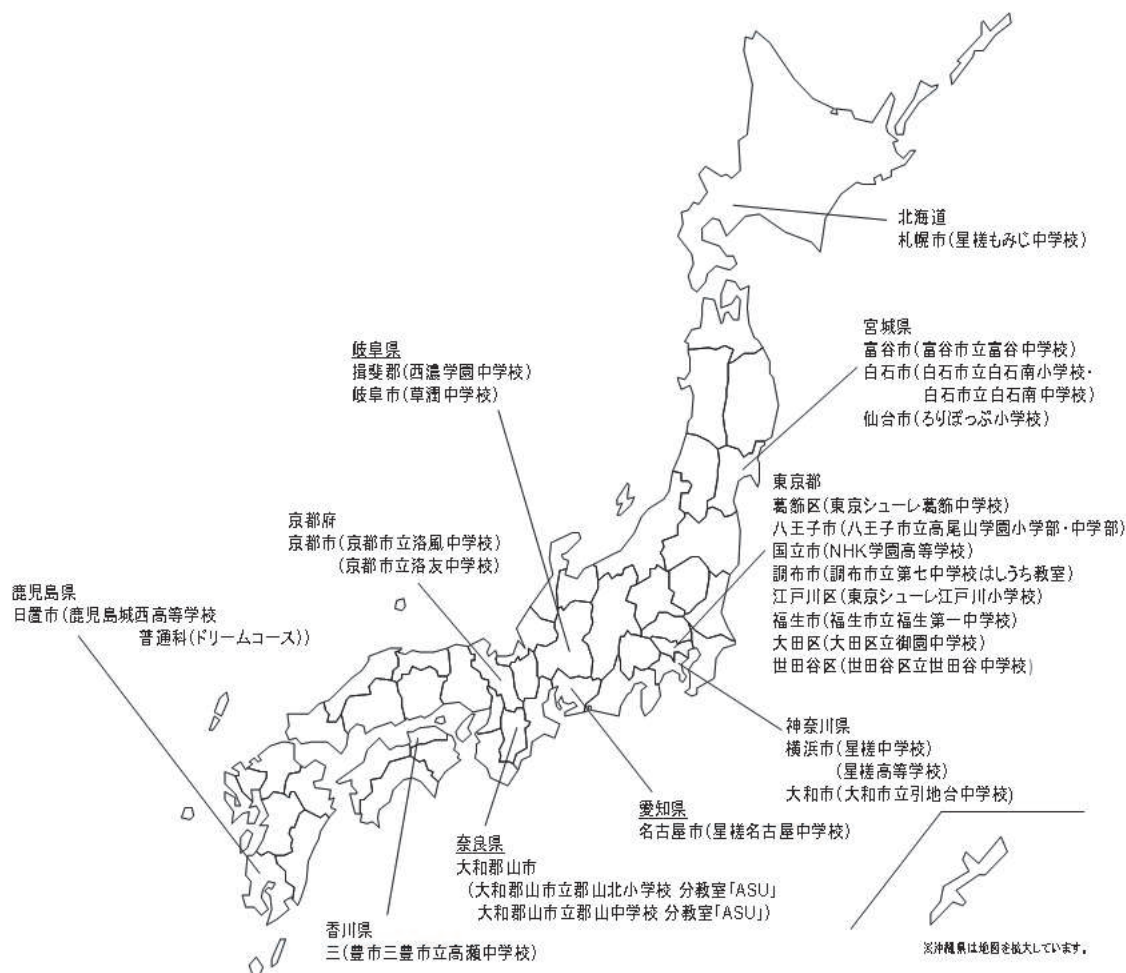 北海道
札幌市(星槎もみじ中学校)
宮城県
富谷市(富谷市立富谷中学校)
白石市(白石市立白石南小学校・
白石市立白石南中学校)
仙台市(ろりぽっぷ小学校)
岐阜県
揖斐郡(西濃学園中学校)
岐阜市(草潤中学校)
東京都
葛飾区(東京シューレ葛飾中学校)
八王子市(八王子市立高尾山学園小学部・中学部)
国立市(NHK学園高等学校)
調布市(調布市立第七中学校はしうち教室)
江戸川区(東京シューレ江戸川小学校)
福生市(福生市立福生第一中学校)
大田区(大田区立御園中学校)
世田谷区(世田谷区立世田谷中学校)
京都府
京都市(京都市立洛風中学校)
(京都市立洛友中学校)
鹿児島県
日置市(鹿児島城西高等学校
普通科(ドリームコース))
神奈川県
横浜市(星槎中学校)
(星槎高等学校)
大和市(大和市立引地台中学校)
愛知県
名古屋市(星槎名古屋中学校)
奈良県
大和郡山市
(大和郡山市立郡山北小学校 分教室「ASU」
大和郡山市立郡山中学校 分教室「ASU」)
香川県
三(豊市三豊市立高瀬中学校)
※沖縄県は地図を拡大しています。